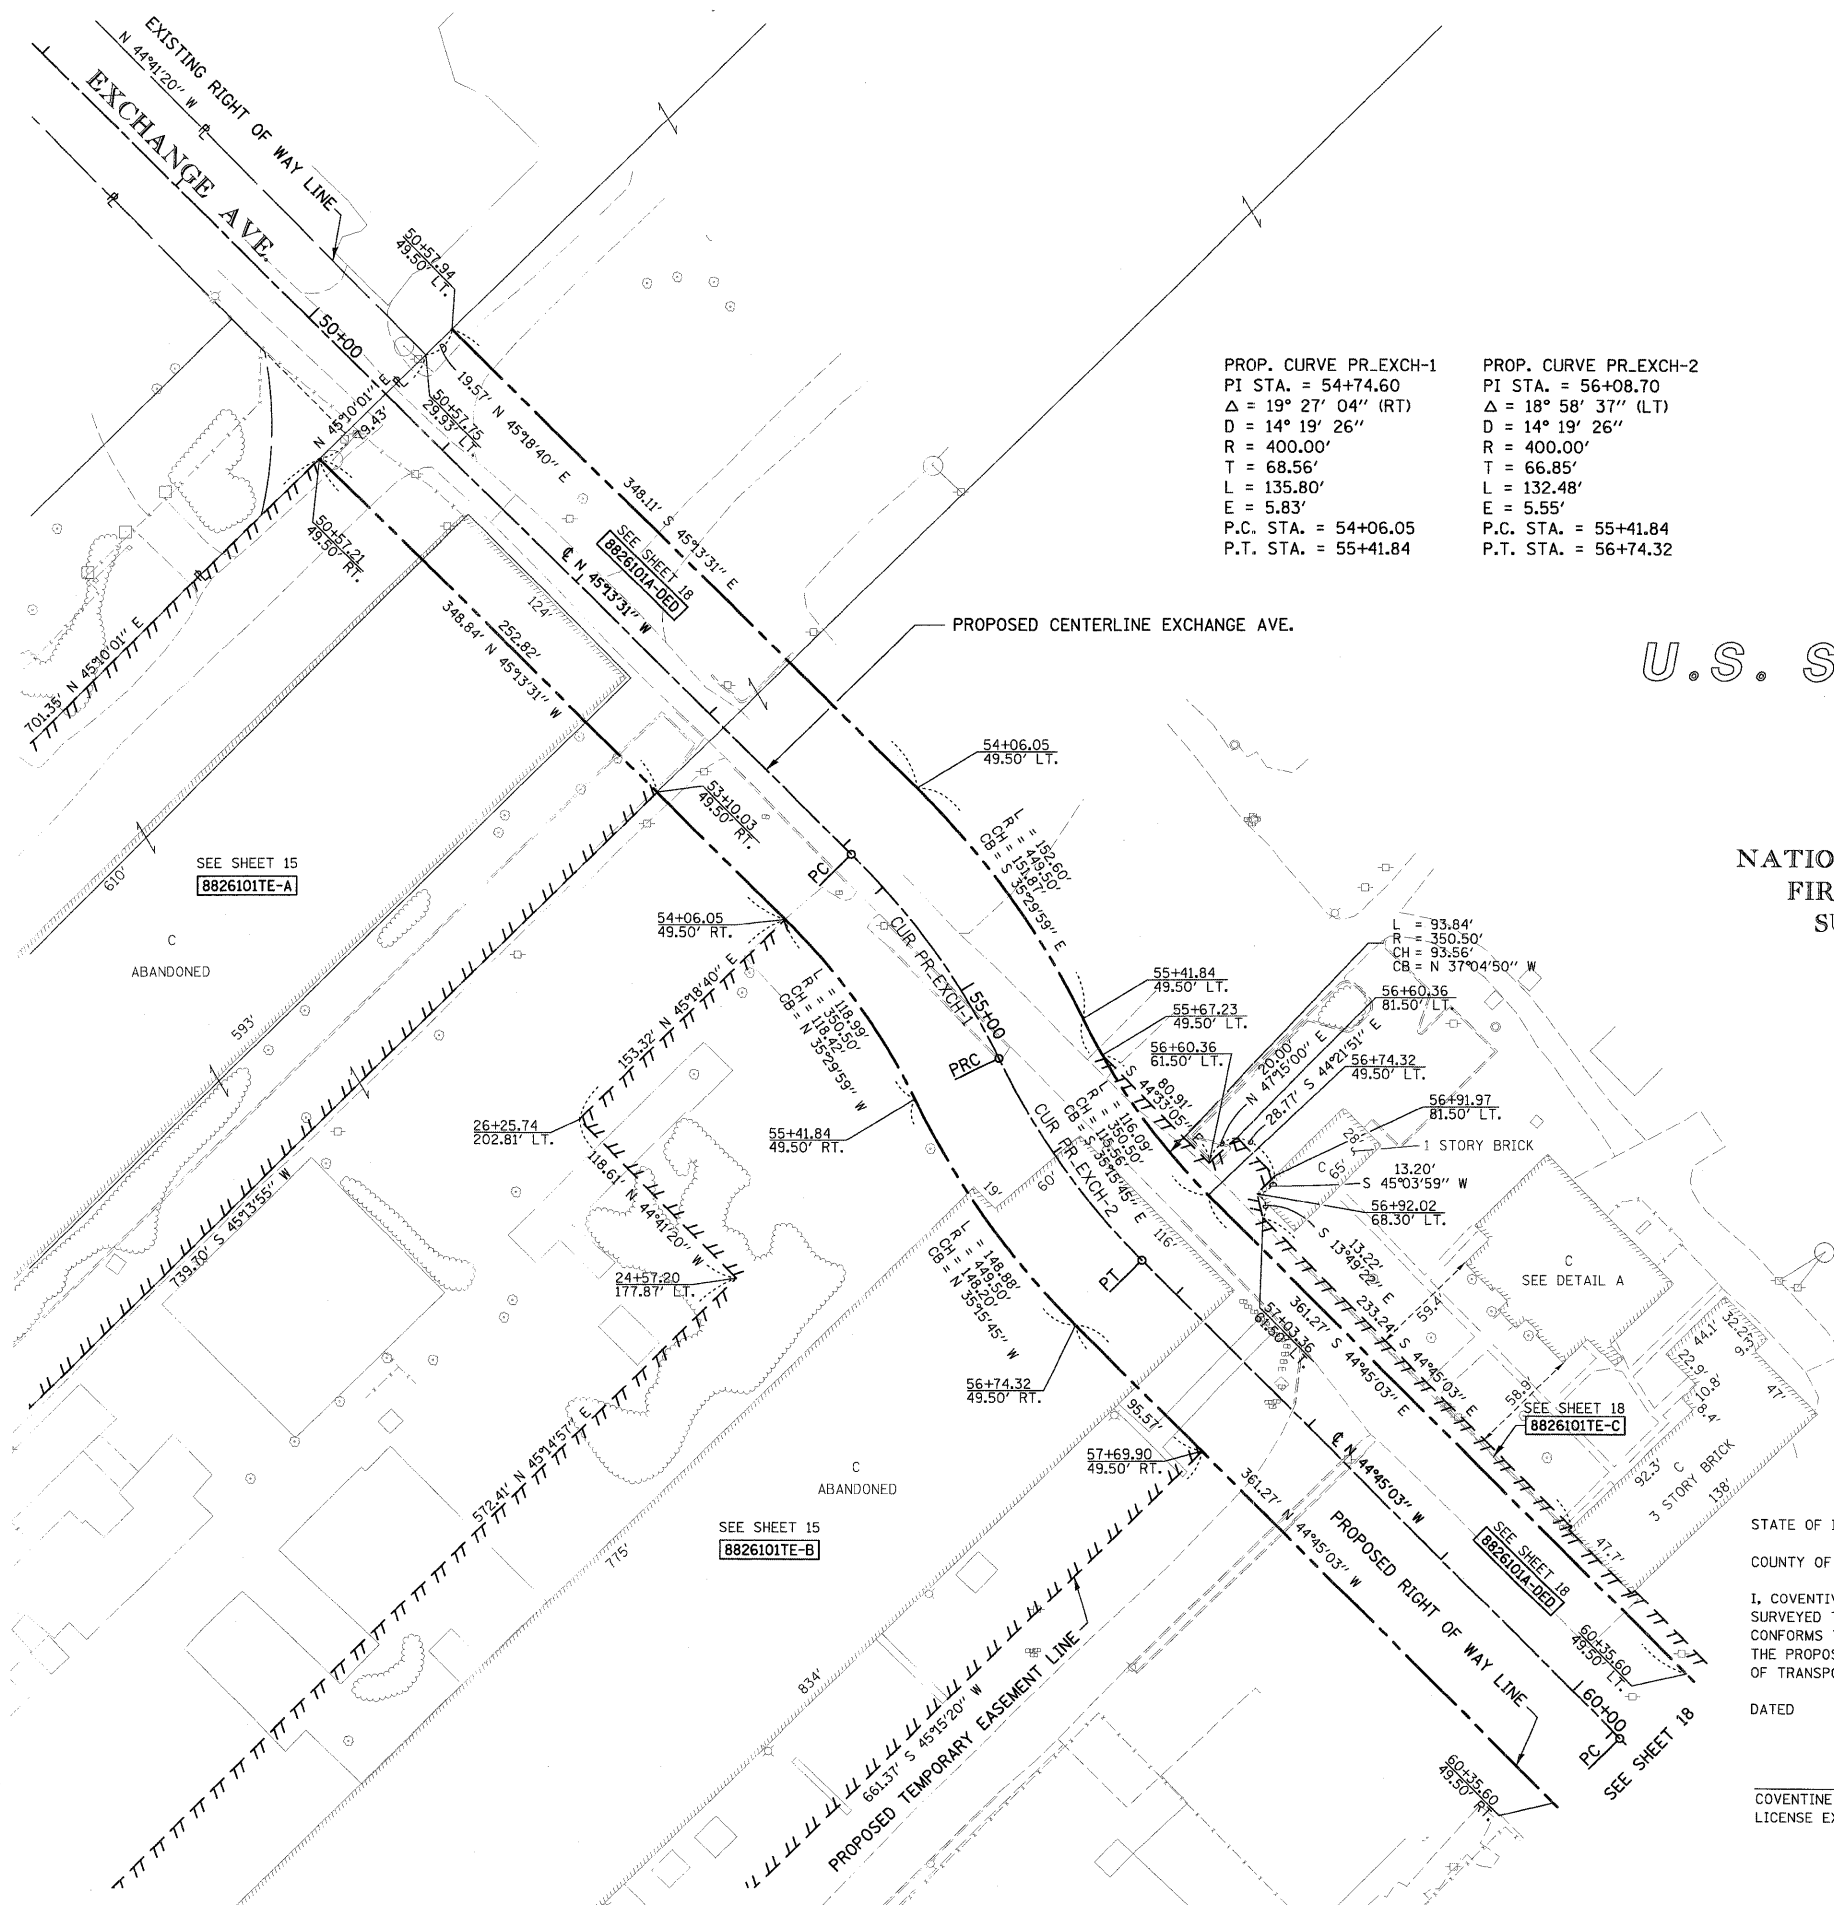 EXISTING RIGHT OF WAY LINE
N 44°41'20" W
EXCHANGE AVE.
50+00
50+57.94
49.50' LT.
50+57.75
29.93' LT.
19.57' N 45°18'40" E
N 45°10'01" E
79.43'
50+57.21
49.50' RT.
348.11' S 45°13'31" E
SEE SHEET 18
8826101A-DED
℄ N 45°13'31" W
124'
252.82'
348.84' N 45°13'31" W
701.35' N 45°10'01" E
PROP. CURVE PR_EXCH-1
PI STA. = 54+74.60
Δ = 19° 27' 04" (RT)
D = 14° 19' 26"
R = 400.00'
T = 68.56'
L = 135.80'
E = 5.83'
P.C. STA. = 54+06.05
P.T. STA. = 55+41.84
PROP. CURVE PR_EXCH-2
PI STA. = 56+08.70
Δ = 18° 58' 37" (LT)
D = 14° 19' 26"
R = 400.00'
T = 66.85'
L = 132.48'
E = 5.55'
P.C. STA. = 55+41.84
P.T. STA. = 56+74.32
PROPOSED CENTERLINE EXCHANGE AVE.
U.S. S
54+06.05
49.50' LT.
53+10.03
49.50' RT.
PC
L = 152.60'
R = 449.50'
CH = 151.87'
CB = S 35°29'59" E
SEE SHEET 15
8826101TE-A
610'
C
ABANDONED
593'
54+06.05
49.50' RT.
CUR PR_EXCH-1
55+00
PRC
NATIO
FIR
SU
L = 93.84'
R = 350.50'
CH = 93.56'
CB = N 37°04'50" W
55+41.84
49.50' LT.
55+67.23
49.50' LT.
56+60.36
81.50' LT.
56+60.36
61.50' LT.
20.00'
N 47°15'00" E
28.77' S 44°21'51" E
56+74.32
49.50' LT.
80.91'
S 44°33'05" E
56+91.97
81.50' LT.
1 STORY BRICK
28'
65'
C
13.20'
S 45°03'59" W
56+92.02
68.30' LT.
13.22'
S 13°49'22" E
153.32' N 45°18'40" E
L = 118.99'
R = 350.50'
CH = 118.42'
CB = N 35°29'59" W
L = 116.09'
R = 350.50'
CH = 115.56'
CB = S 35°15'45" E
CUR PR_EXCH-2
26+25.74
202.81' LT.
118.61' N 44°41'20" W
55+41.84
49.50' RT.
19'
60'
116'
PT
739.70' S 45°13'55" W
24+57.20
177.87' LT.
L = 148.88'
R = 449.50'
CH = 148.20'
CB = N 35°15'45" W
57+03.36
61.50' LT.
361.27' S 44°45'03" E
233.24' S 44°45'03" E
C
SEE DETAIL A
59.4'
58.9'
44.1'
32.2'
9.3'
22.9'
10.8'
8.4'
47'
56+74.32
49.50' RT.
95.57'
57+69.90
49.50' RT.
SEE SHEET 18
8826101TE-C
92.3'
C
3 STORY BRICK
138'
47.7'
℄ N 44°45'03" W
C
ABANDONED
SEE SHEET 15
8826101TE-B
572.41' N 45°14'57" E
775'
834'
361.27' N 44°45'03" W
PROPOSED RIGHT OF WAY LINE
SEE SHEET 18
8826101A-DED
60+35.60
49.50' LT.
60+00
PC
SEE SHEET 18
60+35.60
49.50' RT.
661.37' S 45°15'20" W
PROPOSED TEMPORARY EASEMENT LINE
STATE OF I
COUNTY OF
I, COVENTI
SURVEYED T
CONFORMS T
THE PROPOS
OF TRANSPO
DATED
COVENTINE
LICENSE EX